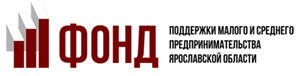 ФОНД
ПОДДЕРЖКИ МАЛОГО И СРЕДНЕГО
ПРЕДПРИНИМАТЕЛЬСТВА
ЯРОСЛАВСКОЙ ОБЛАСТИ